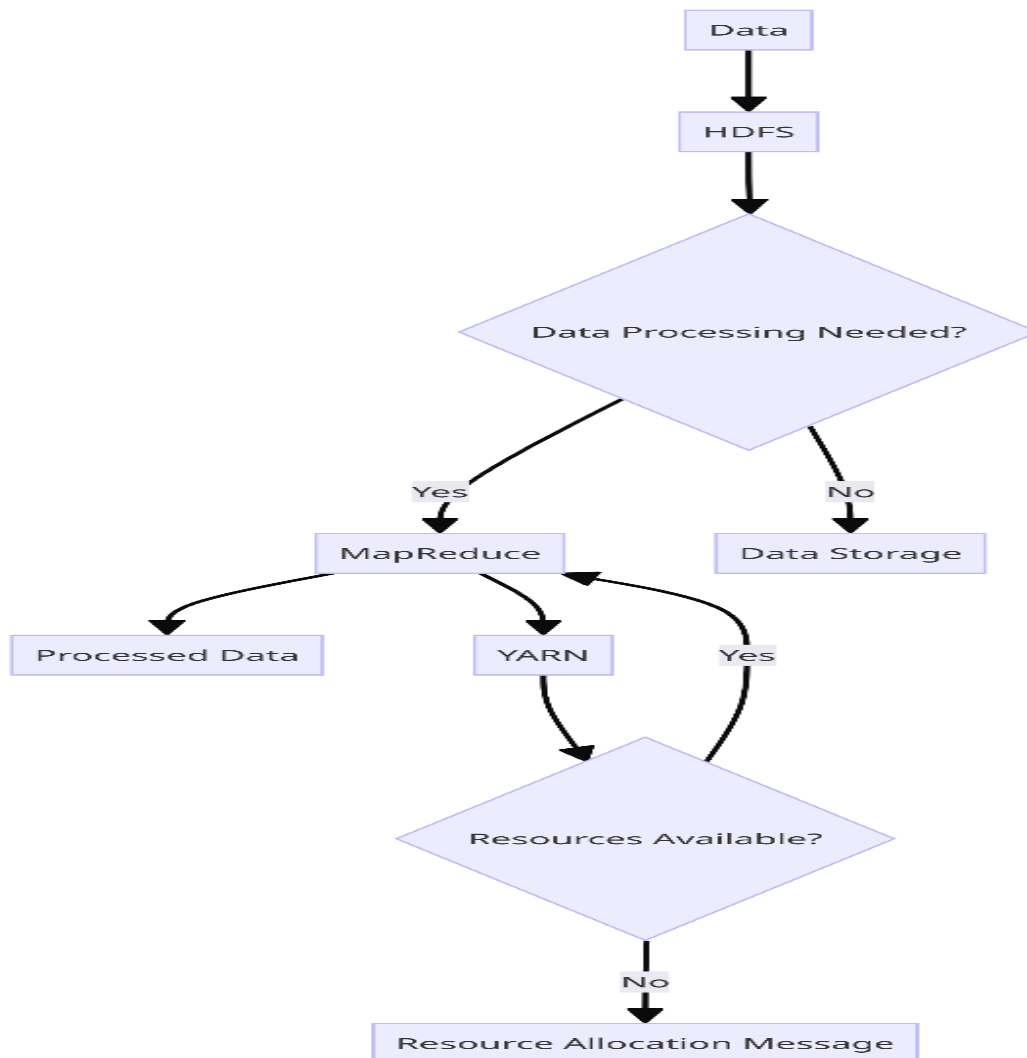 Data
HDFS
Data Processing Needed?
Yes
No
MapReduce
Data Storage
Processed Data
YARN
Yes
Resources Available?
No
Resource Allocation Message